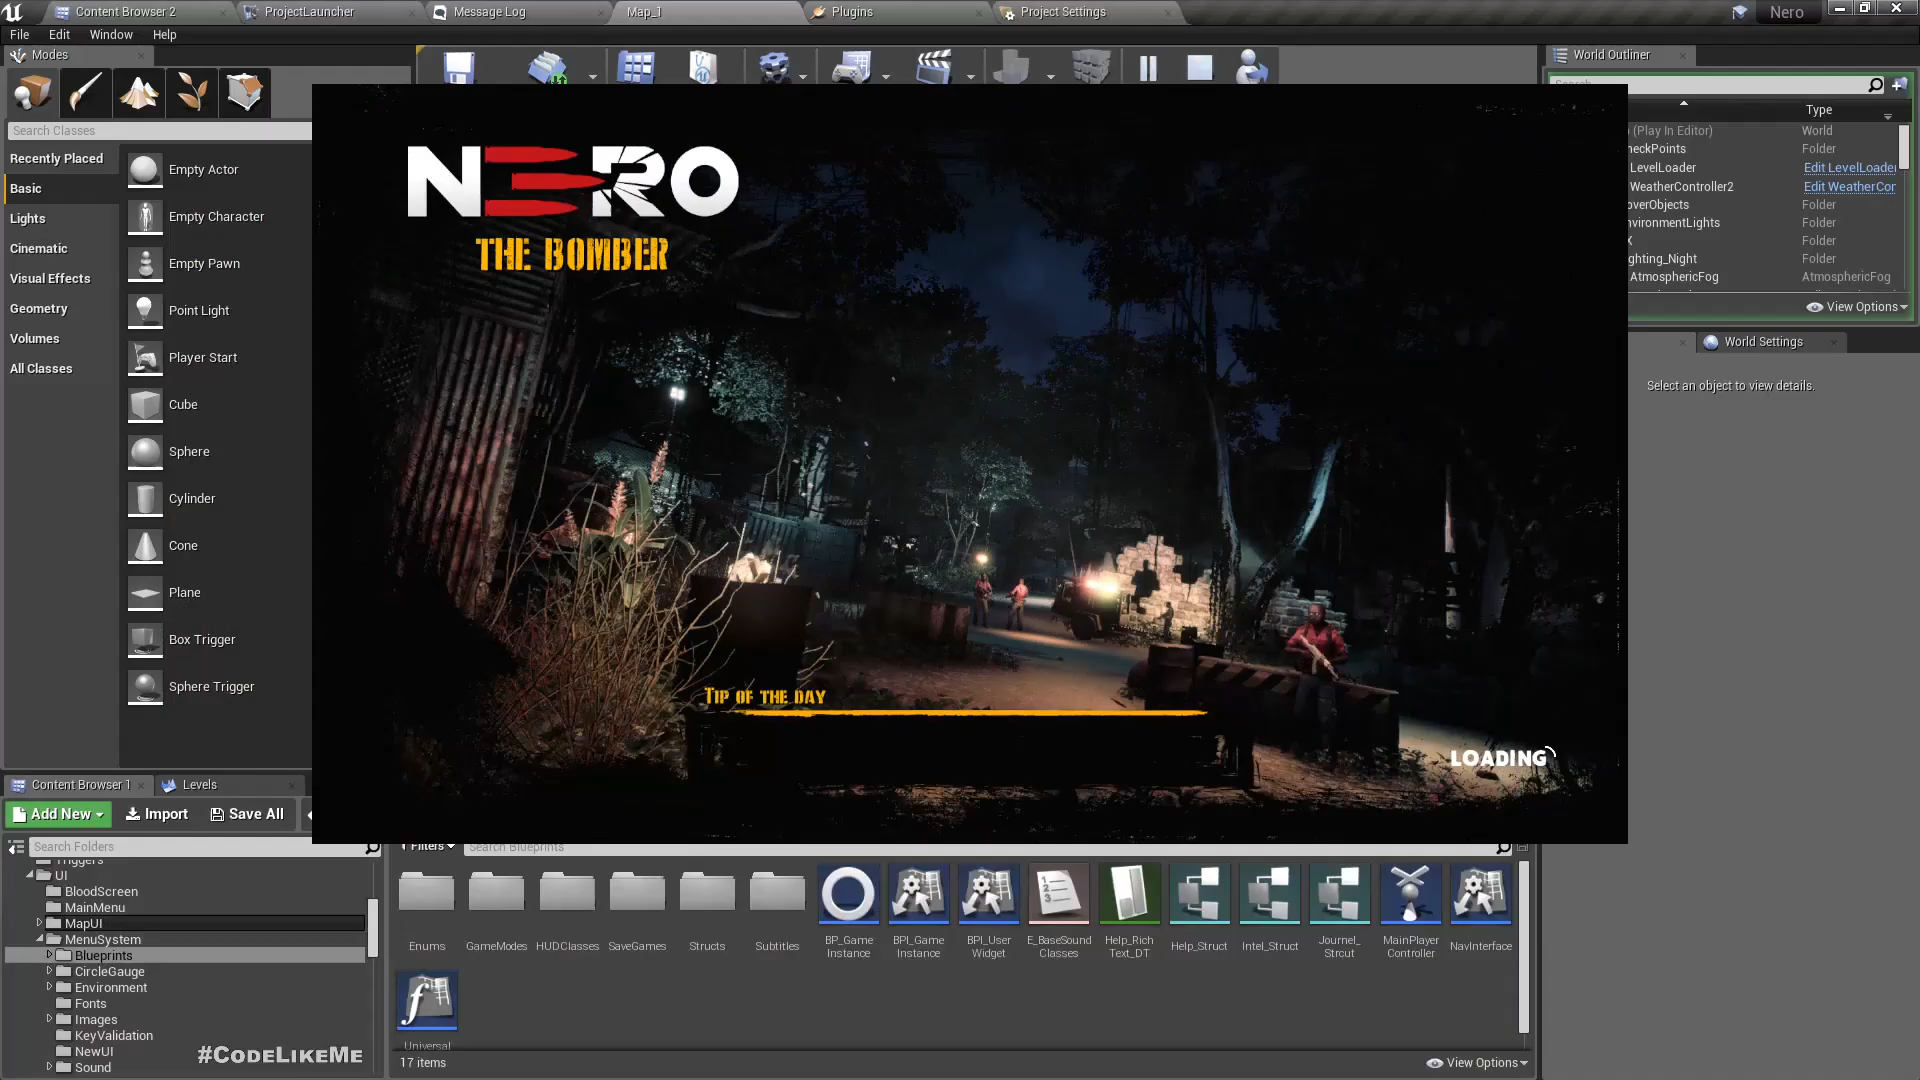 Content Browser 2
ProjectLauncher
Message Log
Map_1
Plugins
Project Settings
Nero
File Edit Window Help
Modes
World Outliner
Search Classes
Type
Recently Placed
Basic
Lights
Cinematic
Visual Effects
Geometry
Volumes
All Classes
Empty Actor
Empty Character
Empty Pawn
Point Light
Player Start
Cube
Sphere
Cylinder
Cone
Plane
Box Trigger
Sphere Trigger
NERO
THE BOMBER
TIP OF THE DAY
LOADING
(Play In Editor) World
heckPoints Folder
LevelLoader Edit LevelLoade
WeatherController2 Edit WeatherCor
overObjects Folder
nvironmentLights Folder
X Folder
ghting_Night Folder
AtmosphericFog AtmosphericFog
View Options
World Settings
Select an object to view details.
Content Browser 1
Levels
Add New
Import
Save All
Search Folders
Filters
Search Blueprints
Triggers
UI
BloodScreen
MainMenu
MapUI
MenuSystem
Blueprints
CircleGauge
Environment
Fonts
Images
KeyValidation
NewUI
Sound
#CodeLikeMe
Enums
GameModes
HUDClasses
SaveGames
Structs
Subtitles
BP_Game
Instance
BPI_Game
Instance
BPI_User
Widget
E_BaseSound
Classes
Help_Rich
Text_DT
Help_Struct
Intel_Struct
Journel_
Strcut
MainPlayer
Controller
NavInterface
Universal
17 items
View Options